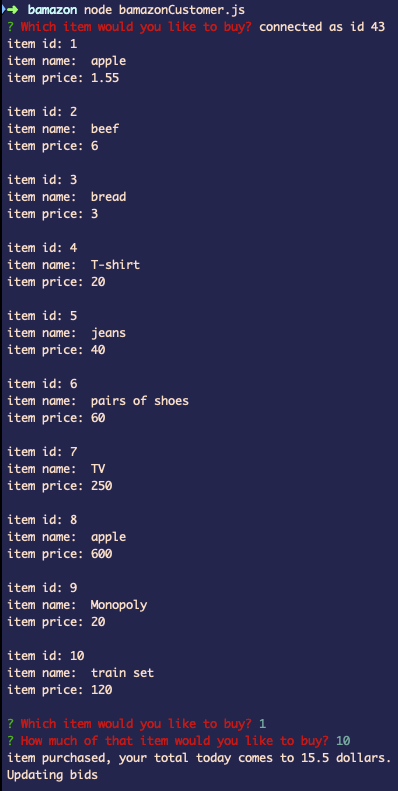 ➜ bamazon node bamazonCustomer.js
? Which item would you like to buy? connected as id 43
item id: 1
item name:  apple
item price: 1.55
item id: 2
item name:  beef
item price: 6
item id: 3
item name:  bread
item price: 3
item id: 4
item name:  T-shirt
item price: 20
item id: 5
item name:  jeans
item price: 40
item id: 6
item name:  pairs of shoes
item price: 60
item id: 7
item name:  TV
item price: 250
item id: 8
item name:  apple
item price: 600
item id: 9
item name:  Monopoly
item price: 20
item id: 10
item name:  train set
item price: 120
? Which item would you like to buy? 1
? How much of that item would you like to buy? 10
item purchased, your total today comes to 15.5 dollars.
Updating bids